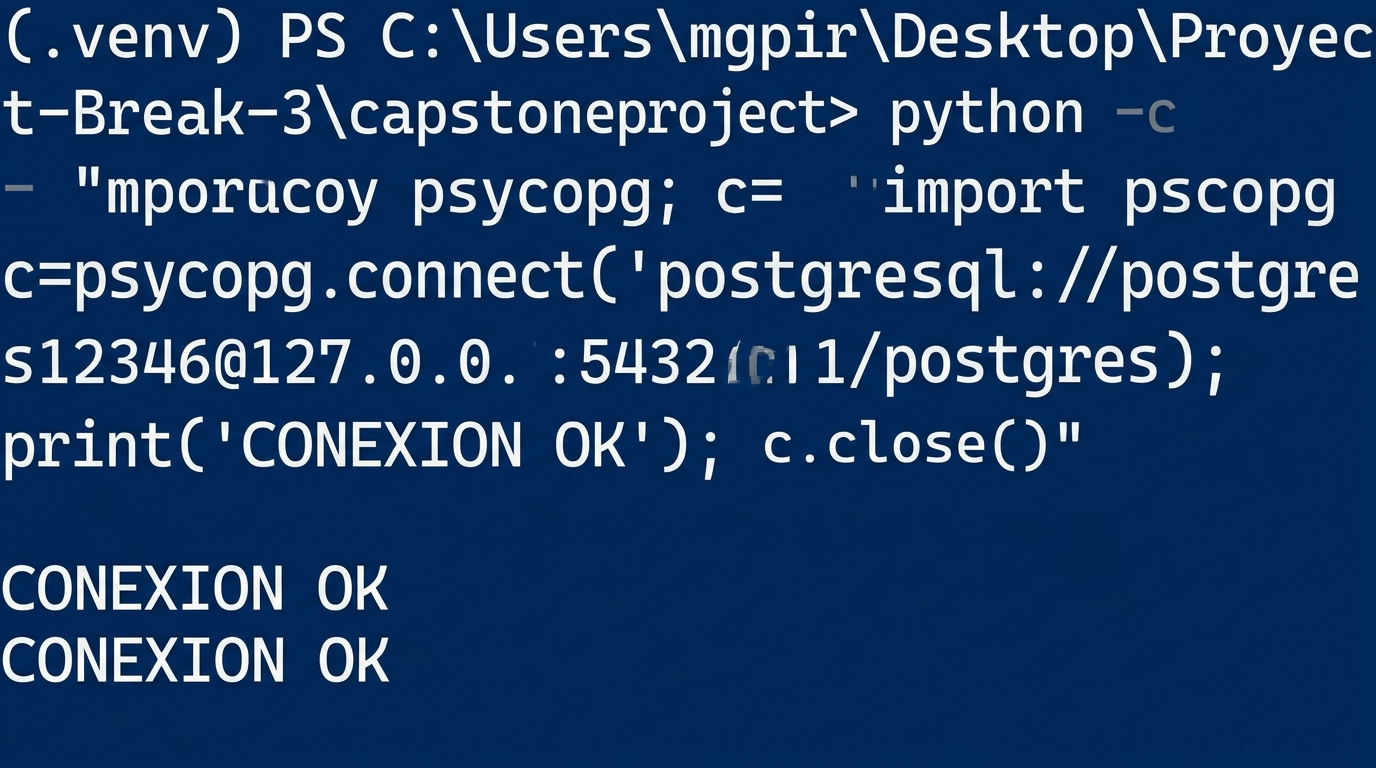 (.venv) PS C:\Users\mgpir\Desktop\Proyec
t-Break-3\capstoneproject> python -c
- "mporacoy psycopg; c= "import pscopg
c=psycopg.connect('postgresql://postgre
s12346@127.0.0. :5432 1/postgres);
print('CONEXION OK'); c.close()"
CONEXION OK
CONEXION OK